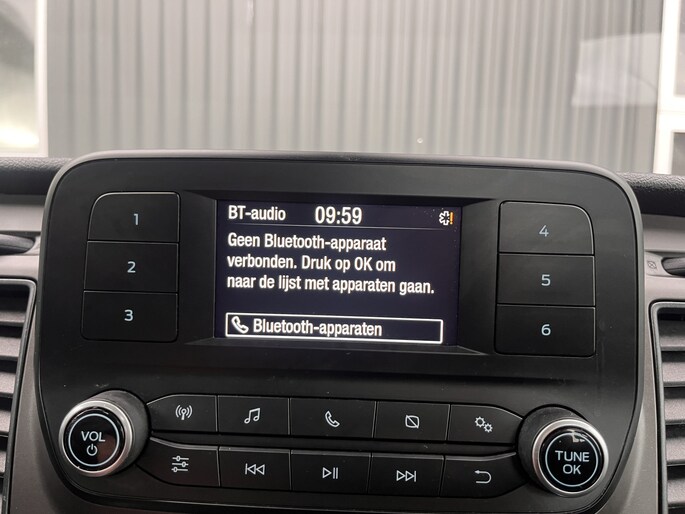 BT-audio 09:59
Geen Bluetooth-apparaat
verbonden. Druk op OK om
naar de lijst met apparaten gaan.
Bluetooth-apparaten
1
2
3
4
5
6
VOL
TUNE
OK